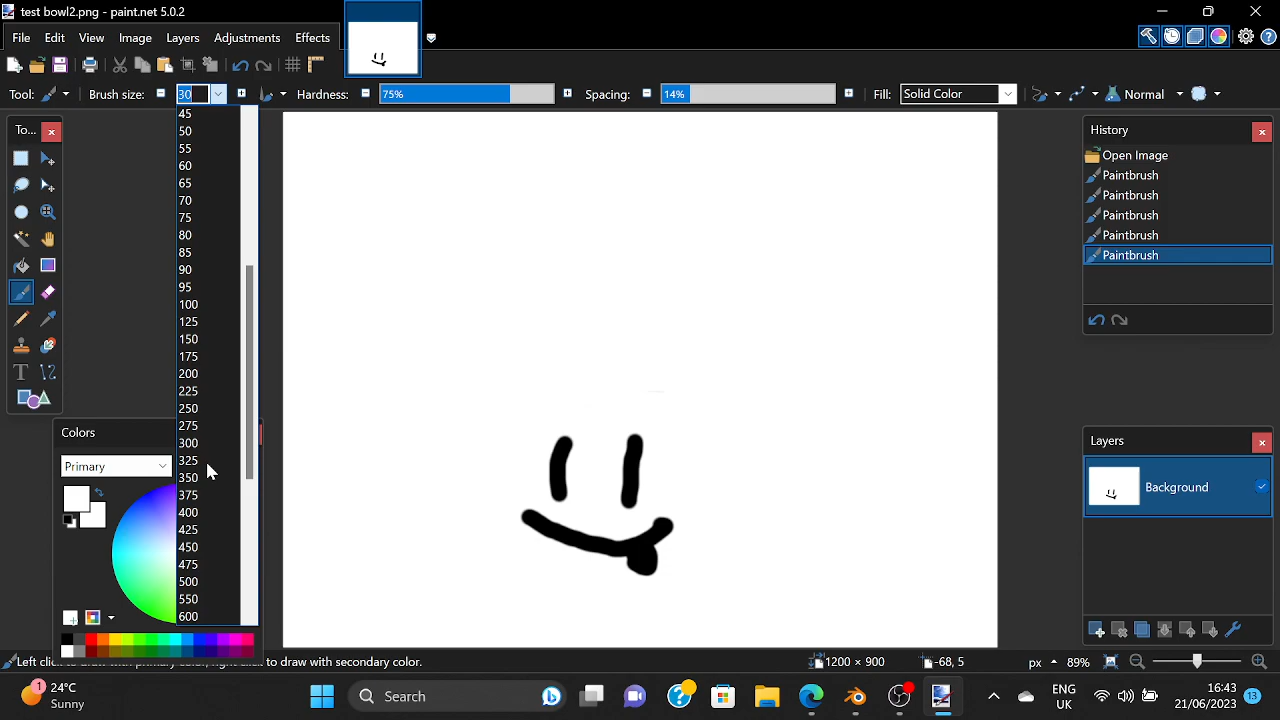 test bowl2.png - paint.net 5.0.2
File Edit View Image Layers Adjustments Effects
Tool: Brush size: 30 Hardness: 75% Spacing: 14% Fill: Solid Color Normal
To...
45
50
55
60
65
70
75
80
85
90
95
100
125
150
175
200
225
250
275
300
325
350
375
400
425
450
475
500
550
600
Colors
Primary
History
Open Image
Paintbrush
Paintbrush
Paintbrush
Paintbrush
Paintbrush
Layers
Background
Left click to draw with primary color, right click to draw with secondary color.
1200 × 900
-68, 5
px
89%
1
24°C
Sunny
Search
ENG
UK
16:43
21/06/2023
13